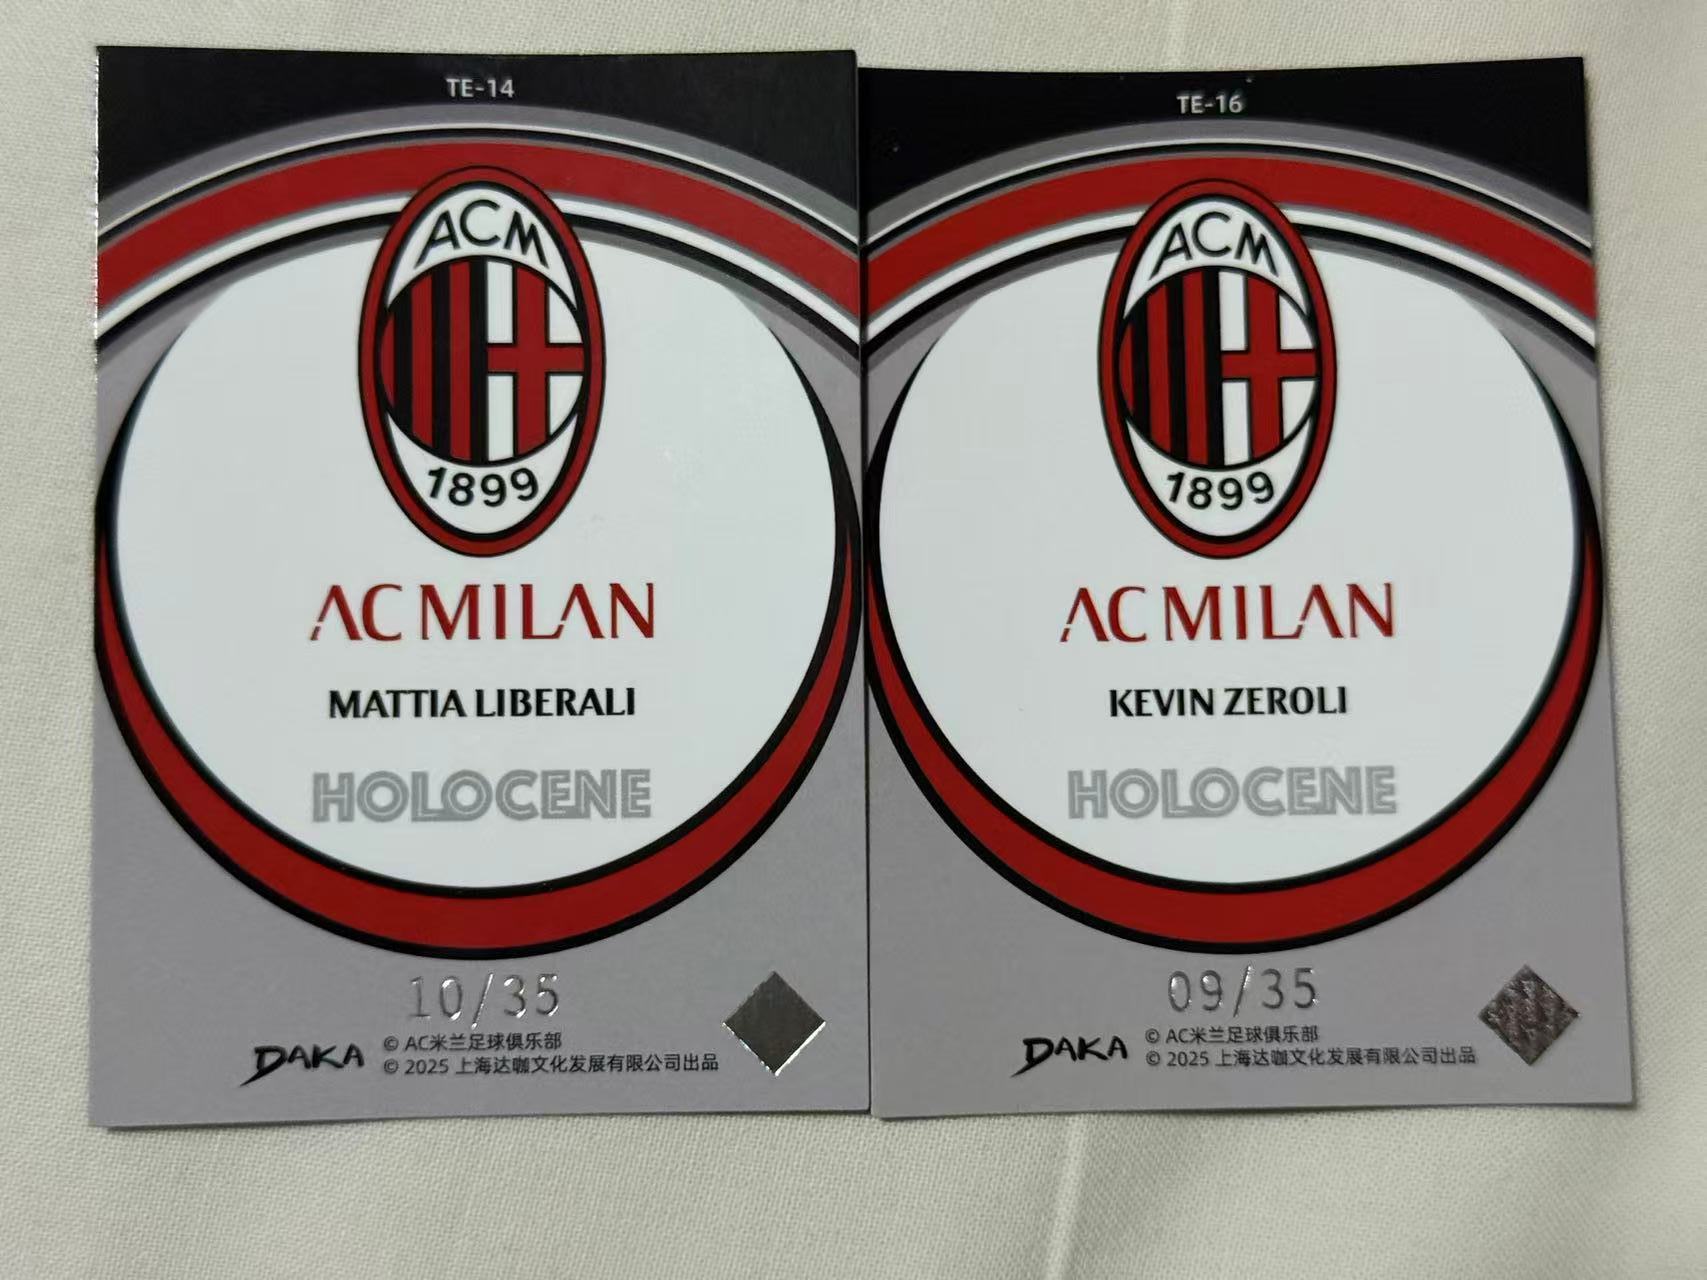 TE-14
ACM
1899
AC MILAN
MATTIA LIBERALI
HOLOCENE
10/35
DAKA
© AC米兰足球俱乐部
© 2025 上海达咖文化发展有限公司出品
TE-16
ACM
1899
AC MILAN
KEVIN ZEROLI
HOLOCENE
09/35
DAKA
© AC米兰足球俱乐部
© 2025 上海达咖文化发展有限公司出品